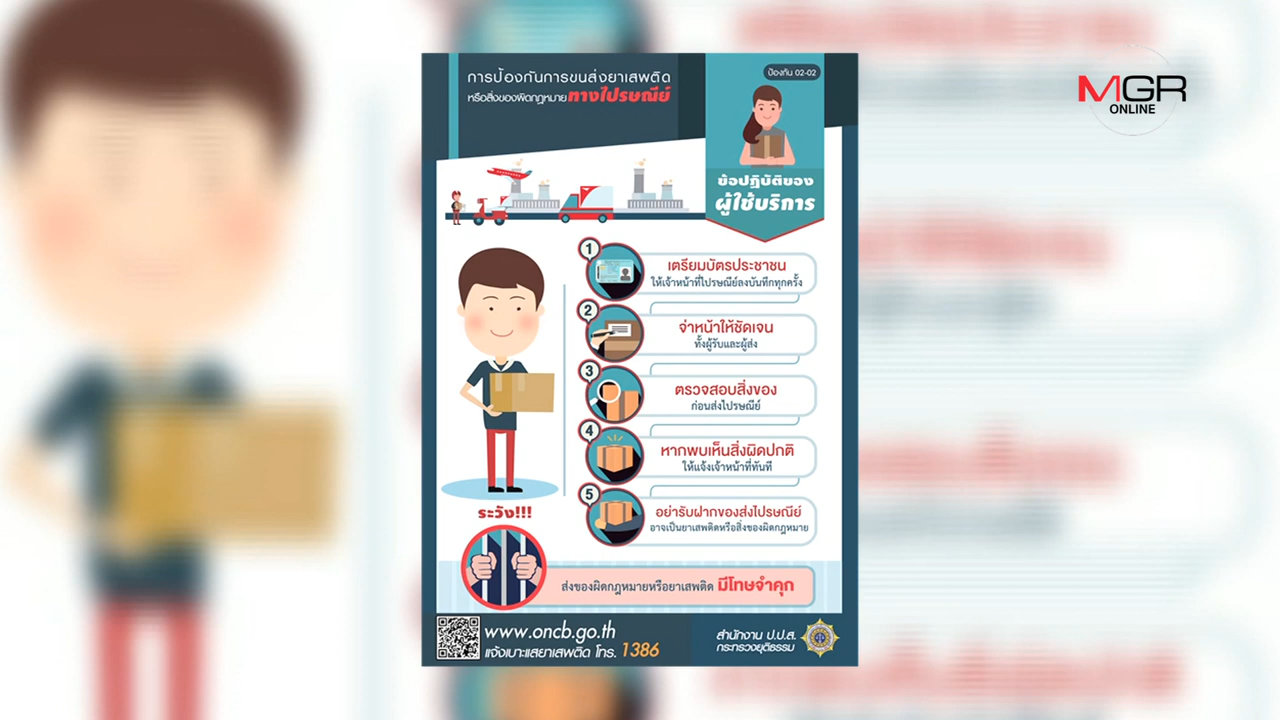 MGR
ONLINE
การป้องกันการขนส่งยาเสพติด
หรือสิ่งของผิดกฎหมายทางไปรษณีย์
ป้องกัน 02-02
ข้อปฏิบัติของ
ผู้ใช้บริการ
1
เตรียมบัตรประชาชน
ให้เจ้าหน้าที่ไปรษณีย์ลงบันทึกทุกครั้ง
2
จ่าหน้าให้ชัดเจน
ทั้งผู้รับและผู้ส่ง
3
ตรวจสอบสิ่งของ
ก่อนส่งไปรษณีย์
4
หากพบเห็นสิ่งผิดปกติ
ให้แจ้งเจ้าหน้าที่ทันที
5
อย่ารับฝากของส่งไปรษณีย์
อาจเป็นยาเสพติดหรือสิ่งของผิดกฎหมาย
ระวัง!!!
ส่งของผิดกฎหมายหรือยาเสพติด มีโทษจำคุก
www.oncb.go.th
แจ้งเบาะแสยาเสพติด โทร. 1386
สำนักงาน ป.ป.ส.
กระทรวงยุติธรรม